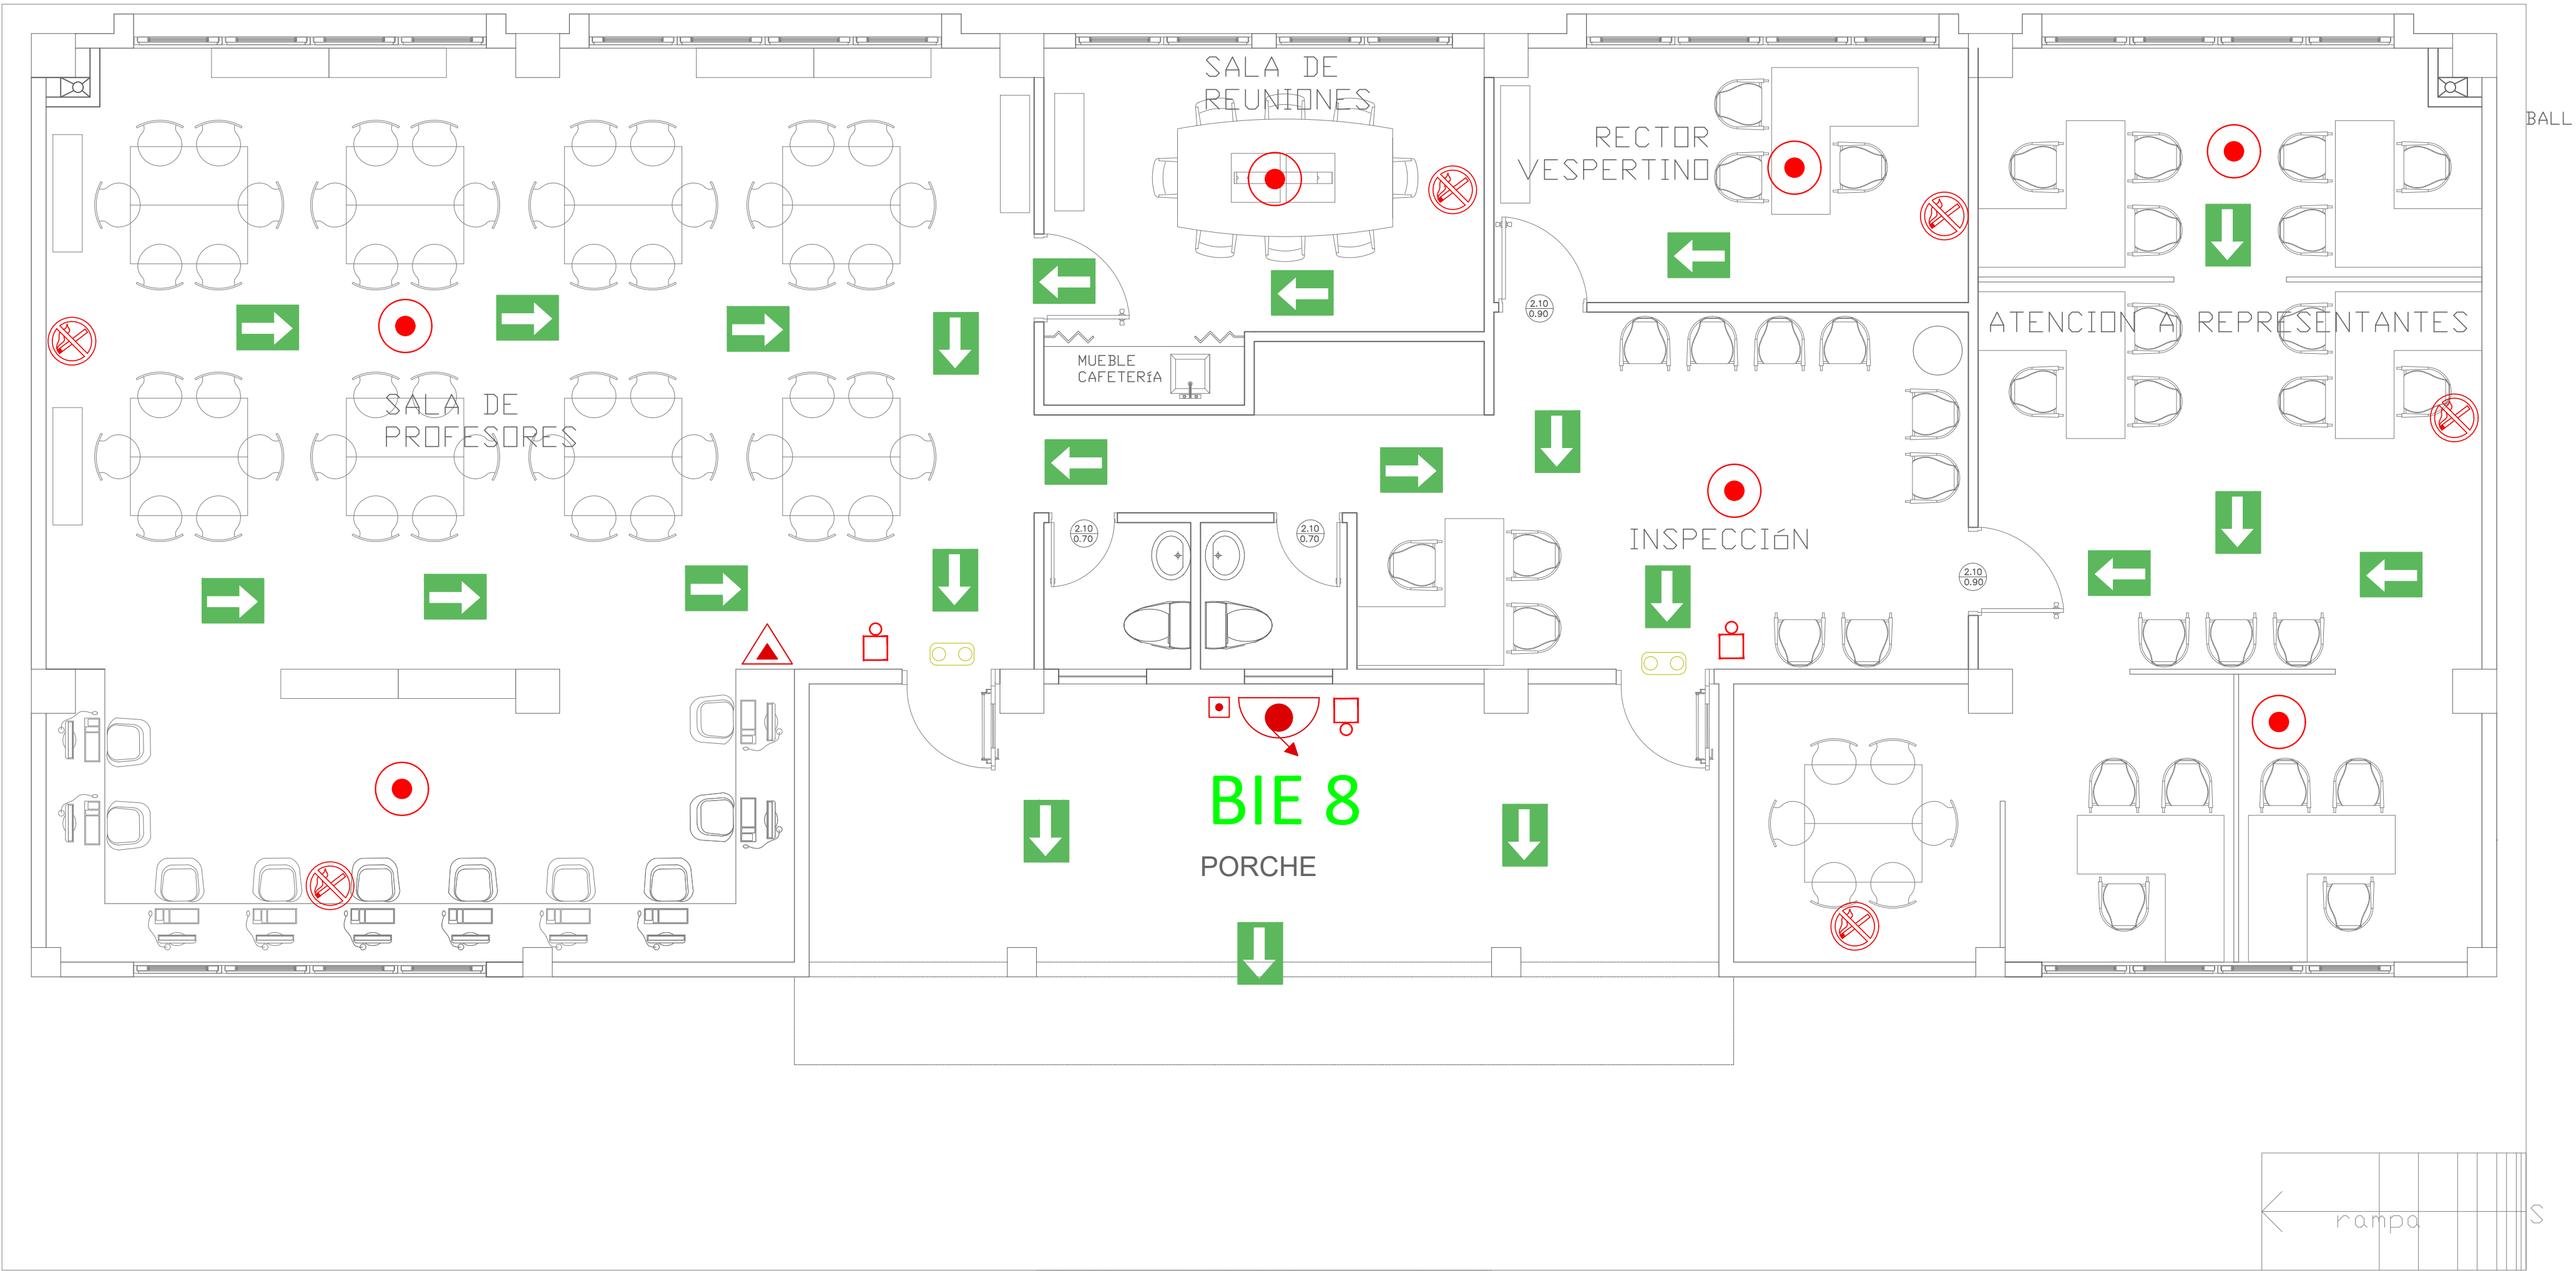 SALA DE
REUNIONES
RECTOR
VESPERTINO
BALL
2.10
0.90
ATENCION A REPRESENTANTES
MUEBLE
CAFETERÍA
SALA DE
PROFESORES
2.10
0.70
2.10
0.70
INSPECCIóN
2.10
0.90
BIE 8
PORCHE
rampa
S